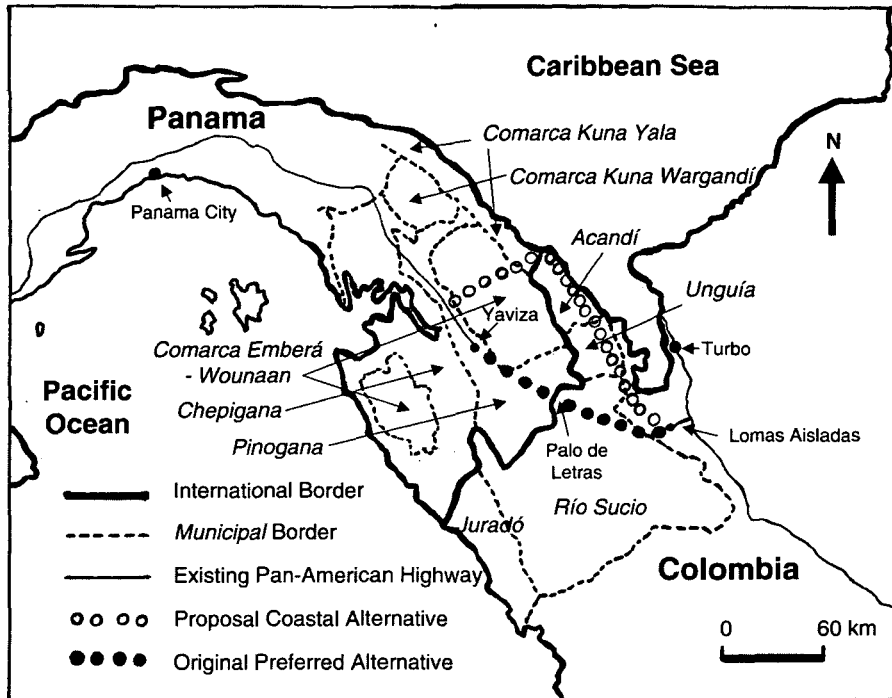 Caribbean Sea
Panama
Comarca Kuna Yala
N
Comarca Kuna Wargandí
Panama City
Acandí
Unguía
Yaviza
Turbo
Comarca Emberá
- Wounaan
Pacific
Ocean
Chepigana
Pinogana
Palo de
Letras
Lomas Aisladas
International Border
Río Sucio
Juradó
Municipal Border
Existing Pan-American Highway
Colombia
Proposal Coastal Alternative
0 60 km
Original Preferred Alternative